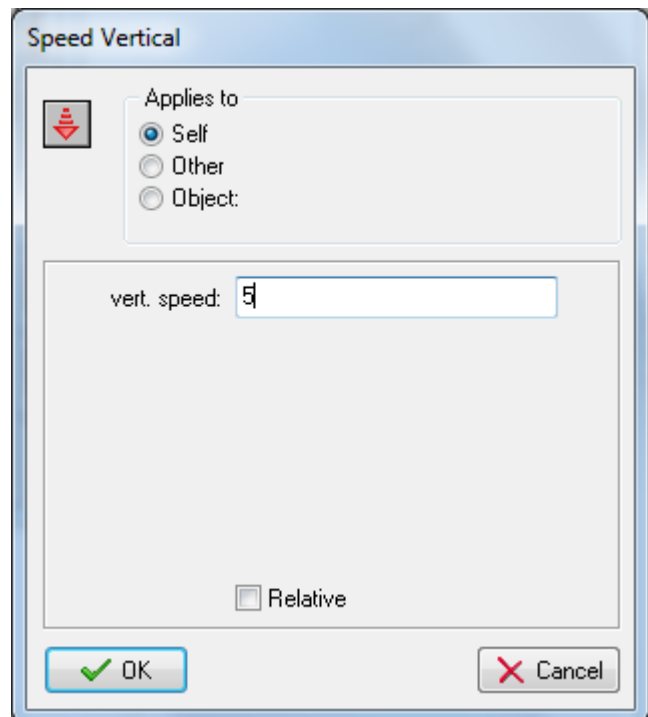 Speed Vertical
Applies to
Self
Other
Object:
vert. speed: 5
Relative
OK
Cancel